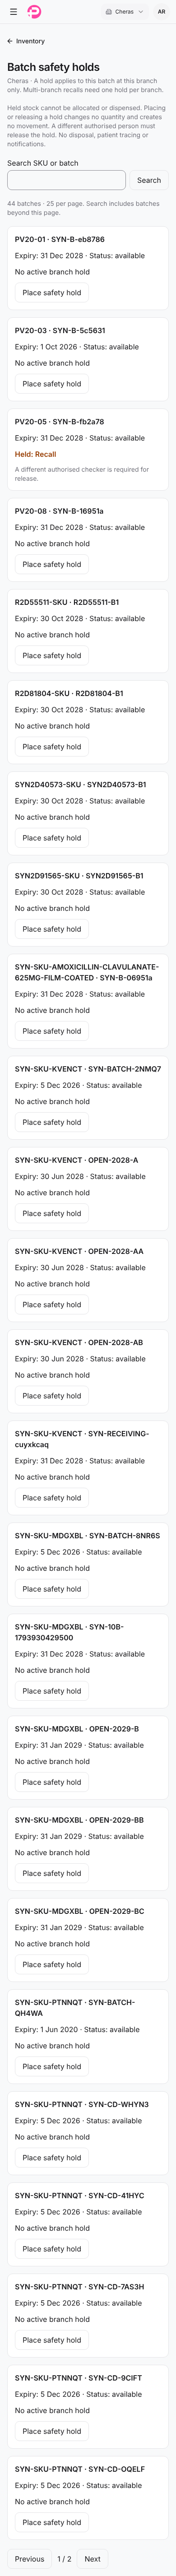 Cheras
AR
Inventory
Batch safety holds
Cheras · A hold applies to this batch at this branch
only. Multi-branch recalls need one hold per branch.
Held stock cannot be allocated or dispensed. Placing
or releasing a hold changes no quantity and creates
no movement. A different authorised person must
release the hold. No disposal, patient tracing or
notifications.
Search SKU or batch
Search
44 batches · 25 per page. Search includes batches
beyond this page.
PV20-01 · SYN-B-eb8786
Expiry: 31 Dec 2028 · Status: available
No active branch hold
Place safety hold
PV20-03 · SYN-B-5c5631
Expiry: 1 Oct 2026 · Status: available
No active branch hold
Place safety hold
PV20-05 · SYN-B-fb2a78
Expiry: 31 Dec 2028 · Status: available
Held: Recall
A different authorised checker is required for
release.
PV20-08 · SYN-B-16951a
Expiry: 31 Dec 2028 · Status: available
No active branch hold
Place safety hold
R2D55511-SKU · R2D55511-B1
Expiry: 30 Oct 2028 · Status: available
No active branch hold
Place safety hold
R2D81804-SKU · R2D81804-B1
Expiry: 30 Oct 2028 · Status: available
No active branch hold
Place safety hold
SYN2D40573-SKU · SYN2D40573-B1
Expiry: 30 Oct 2028 · Status: available
No active branch hold
Place safety hold
SYN2D91565-SKU · SYN2D91565-B1
Expiry: 30 Oct 2028 · Status: available
No active branch hold
Place safety hold
SYN-SKU-AMOXICILLIN-CLAVULANATE-
625MG-FILM-COATED · SYN-B-06951a
Expiry: 31 Dec 2028 · Status: available
No active branch hold
Place safety hold
SYN-SKU-KVENCT · SYN-BATCH-2NMQ7
Expiry: 5 Dec 2026 · Status: available
No active branch hold
Place safety hold
SYN-SKU-KVENCT · OPEN-2028-A
Expiry: 30 Jun 2028 · Status: available
No active branch hold
Place safety hold
SYN-SKU-KVENCT · OPEN-2028-AA
Expiry: 30 Jun 2028 · Status: available
No active branch hold
Place safety hold
SYN-SKU-KVENCT · OPEN-2028-AB
Expiry: 30 Jun 2028 · Status: available
No active branch hold
Place safety hold
SYN-SKU-KVENCT · SYN-RECEIVING-
cuyxkcaq
Expiry: 31 Dec 2028 · Status: available
No active branch hold
Place safety hold
SYN-SKU-MDGXBL · SYN-BATCH-8NR6S
Expiry: 5 Dec 2026 · Status: available
No active branch hold
Place safety hold
SYN-SKU-MDGXBL · SYN-10B-
1793930429500
Expiry: 31 Dec 2028 · Status: available
No active branch hold
Place safety hold
SYN-SKU-MDGXBL · OPEN-2029-B
Expiry: 31 Jan 2029 · Status: available
No active branch hold
Place safety hold
SYN-SKU-MDGXBL · OPEN-2029-BB
Expiry: 31 Jan 2029 · Status: available
No active branch hold
Place safety hold
SYN-SKU-MDGXBL · OPEN-2029-BC
Expiry: 31 Jan 2029 · Status: available
No active branch hold
Place safety hold
SYN-SKU-PTNNQT · SYN-BATCH-
QH4WA
Expiry: 1 Jun 2020 · Status: available
No active branch hold
Place safety hold
SYN-SKU-PTNNQT · SYN-CD-WHYN3
Expiry: 5 Dec 2026 · Status: available
No active branch hold
Place safety hold
SYN-SKU-PTNNQT · SYN-CD-41HYC
Expiry: 5 Dec 2026 · Status: available
No active branch hold
Place safety hold
SYN-SKU-PTNNQT · SYN-CD-7AS3H
Expiry: 5 Dec 2026 · Status: available
No active branch hold
Place safety hold
SYN-SKU-PTNNQT · SYN-CD-9CIFT
Expiry: 5 Dec 2026 · Status: available
No active branch hold
Place safety hold
SYN-SKU-PTNNQT · SYN-CD-OQELF
Expiry: 5 Dec 2026 · Status: available
No active branch hold
Place safety hold
Previous
1 / 2
Next